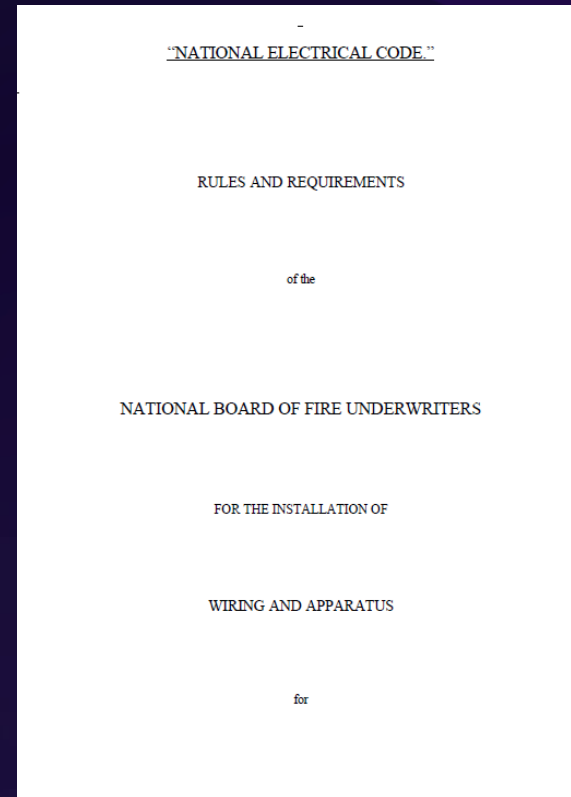 “NATIONAL ELECTRICAL CODE.”
RULES AND REQUIREMENTS
of the
NATIONAL BOARD OF FIRE UNDERWRITERS
FOR THE INSTALLATION OF
WIRING AND APPARATUS
for